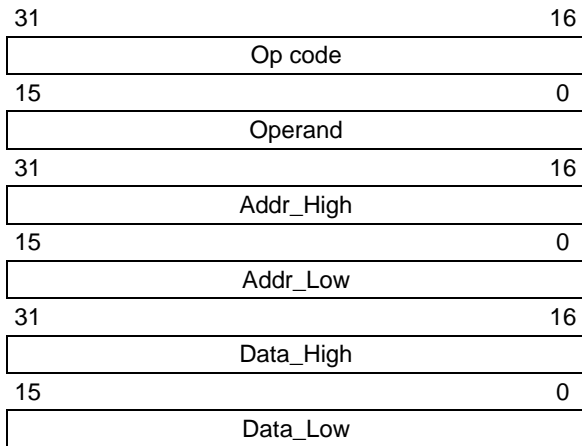 31 16
Op code
15 0
Operand
31 16
Addr_High
15 0
Addr_Low
31 16
Data_High
15 0
Data_Low